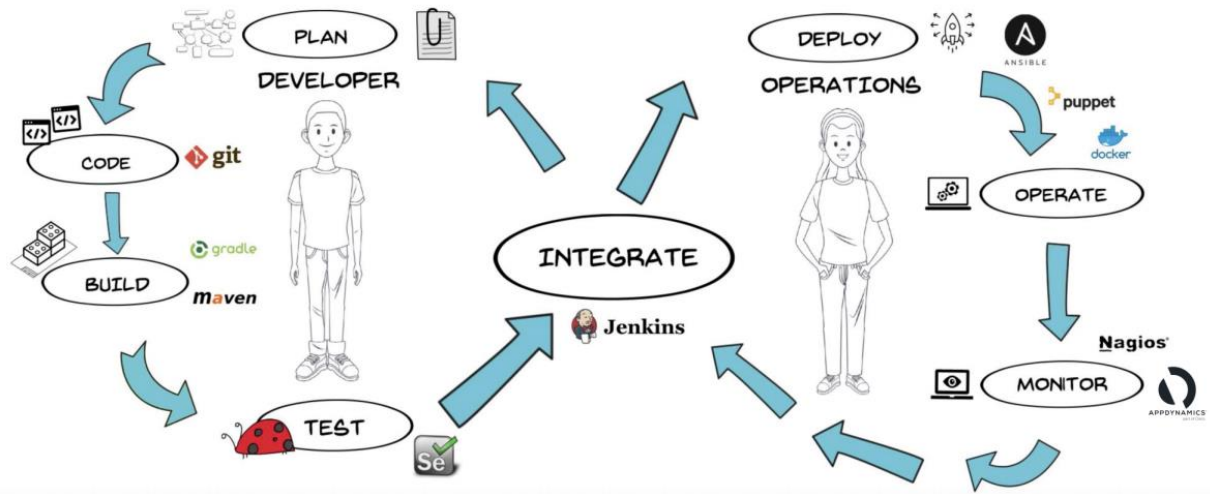 PLAN
DEVELOPER
</>
</>
CODE
git
gradle
BUILD
maven
TEST
Se
INTEGRATE
Jenkins
DEPLOY
ANSIBLE
OPERATIONS
puppet
docker
OPERATE
Nagios®
MONITOR
APPDYNAMICS